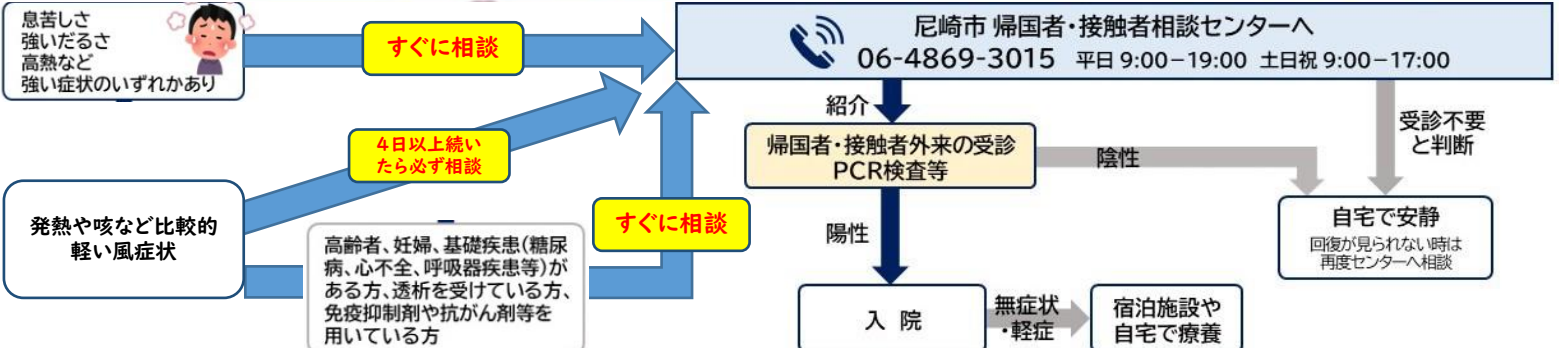 息苦しさ
強いだるさ
高熱など
強い症状のいずれかあり
すぐに相談
尼崎市 帰国者・接触者相談センターへ
06-4869-3015 平日 9:00－19:00 土日祝 9:00－17:00
4日以上続い
たら必ず相談
発熱や咳など比較的
軽い風症状
高齢者、妊婦、基礎疾患(糖尿
病、心不全、呼吸器疾患等)が
ある方、透析を受けている方、
免疫抑制剤や抗がん剤等を
用いている方
すぐに相談
紹介
帰国者・接触者外来の受診
PCR検査等
陰性
受診不要
と判断
陽性
自宅で安静
回復が見られない時は
再度センターへ相談
入 院
無症状
・軽症
宿泊施設や
自宅で療養